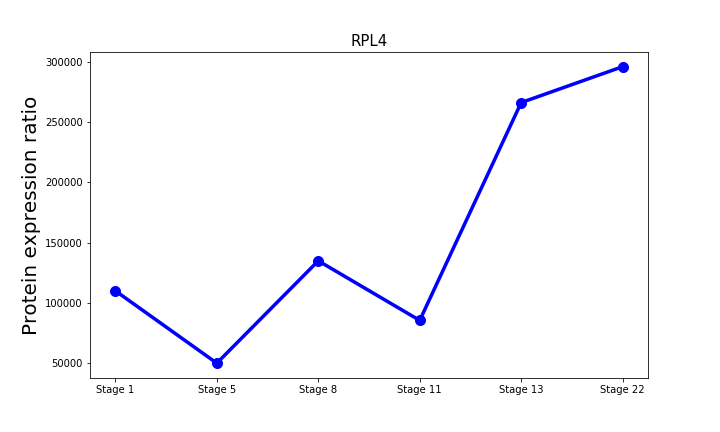 RPL4
Protein expression ratio
300000
250000
200000
150000
100000
50000
Stage 1
Stage 5
Stage 8
Stage 11
Stage 13
Stage 22